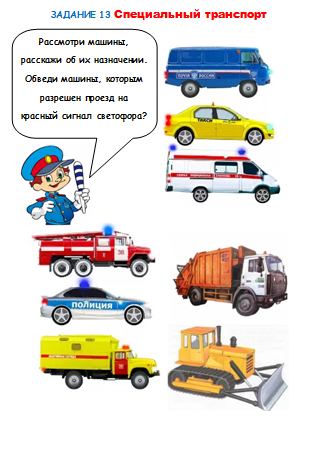 ЗАДАНИЕ 13 Специальный транспорт
Рассмотри машины,
расскажи об их назначении.
Обведи машины, которым
разрешен проезд на
красный сигнал светофора?
ПОЧТА РОССИИ
ТАКСИ
ПОЛИЦИЯ